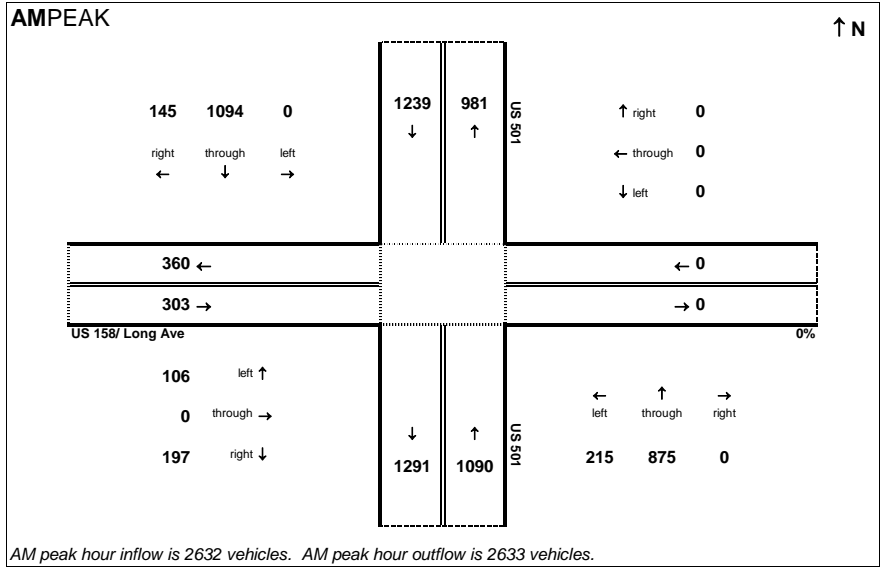 AMPEAK
↑ N
1239 981
↓ ↑
US 501
145 1094 0
right through left
← ↓ →
↑ right 0
← through 0
↓ left 0
360 ←
303 →
← 0
→ 0
US 158/ Long Ave
0%
106 left ↑
0 through →
197 right ↓
↓ ↑
1291 1090
US 501
← ↑ →
left through right
215 875 0
AM peak hour inflow is 2632 vehicles. AM peak hour outflow is 2633 vehicles.